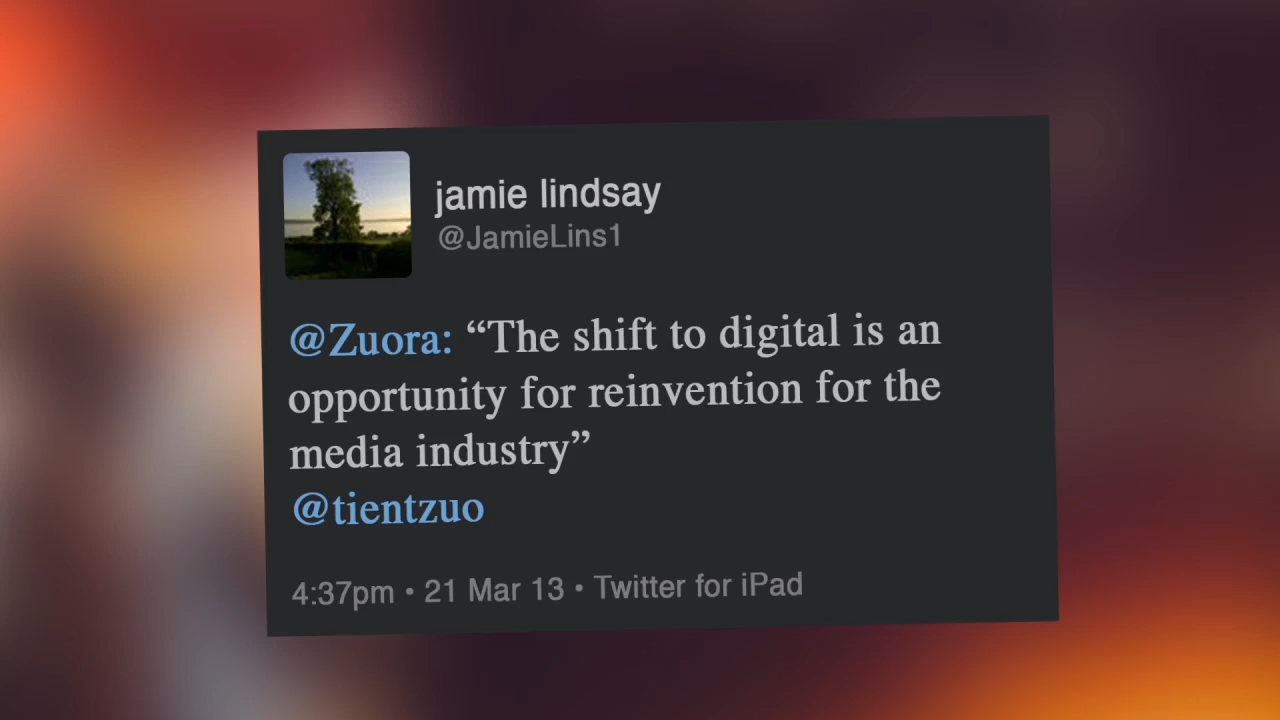 jamie lindsay
@JamieLins1
@Zuora: “The shift to digital is an
opportunity for reinvention for the
media industry”
@tientzuo
4:37pm • 21 Mar 13 • Twitter for iPad